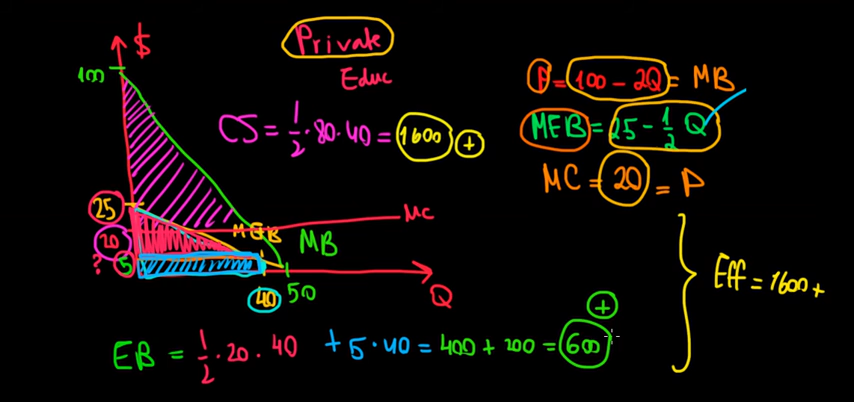 $
Private
100
Educ
P = 100 - 2Q = MB
MEB = 25 - 1/2 Q
CS = 1/2 · 80 · 40 = 1600 +
MC = 20 = P
25
MC
20
MEB
MB
?
5
40
50
Q
Eff = 1600 +
+
EB = 1/2 · 20 · 40 + 5 · 40 = 400 + 200 = 600